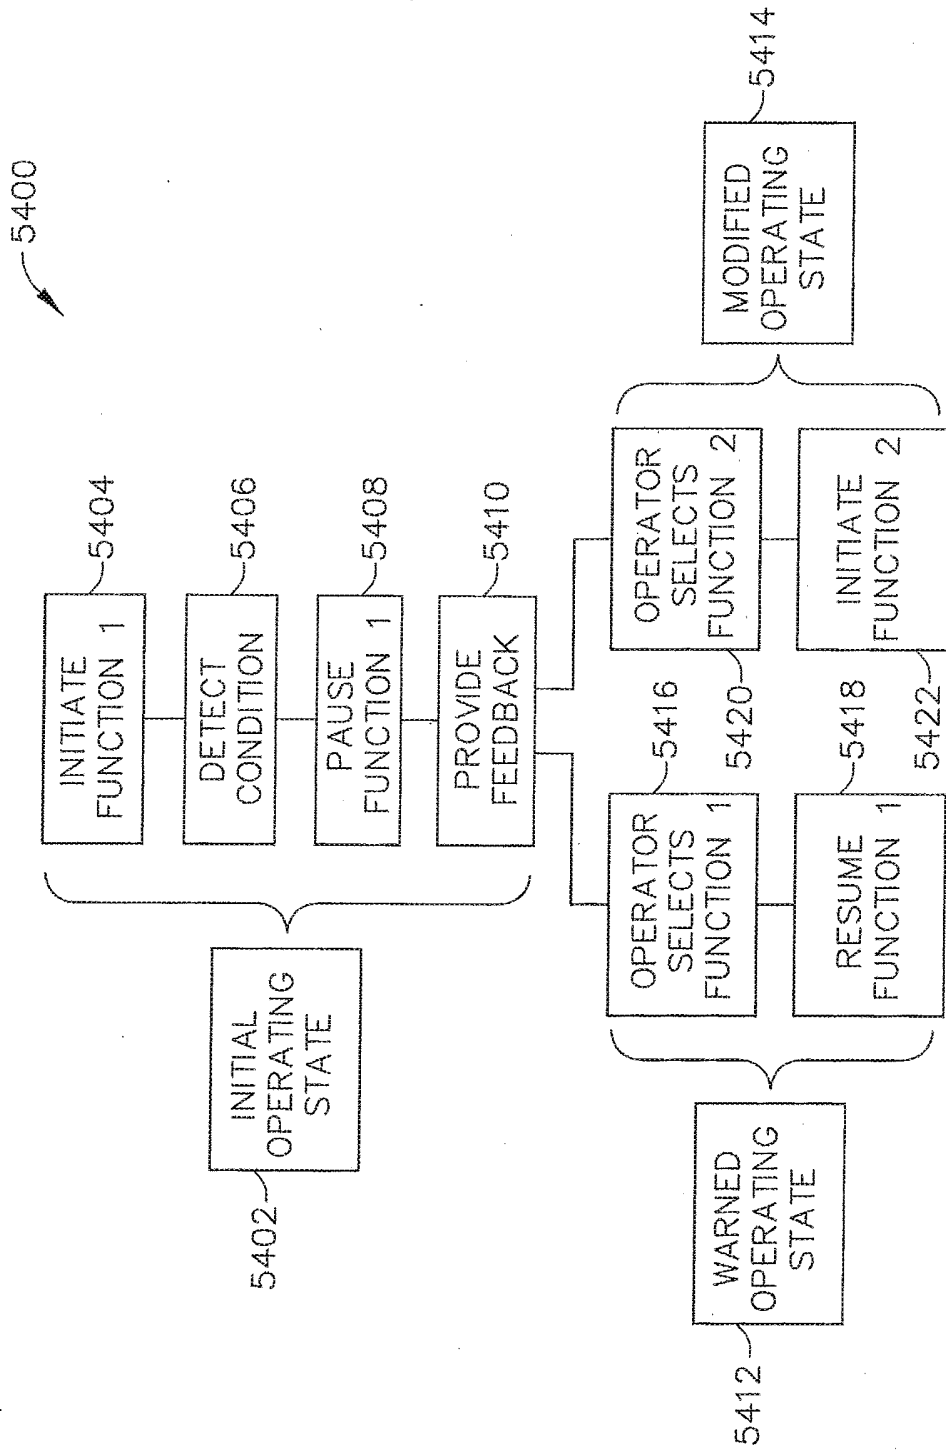 5400
INITIATE
FUNCTION 1
5404
DETECT
CONDITION
5406
PAUSE
FUNCTION 1
5408
PROVIDE
FEEDBACK
5410
INITIAL
OPERATING
STATE
5402
OPERATOR
SELECTS
FUNCTION 1
5416
RESUME
FUNCTION 1
5418
WARNED
OPERATING
STATE
5412
OPERATOR
SELECTS
FUNCTION 2
5420
INITIATE
FUNCTION 2
5422
MODIFIED
OPERATING
STATE
5414